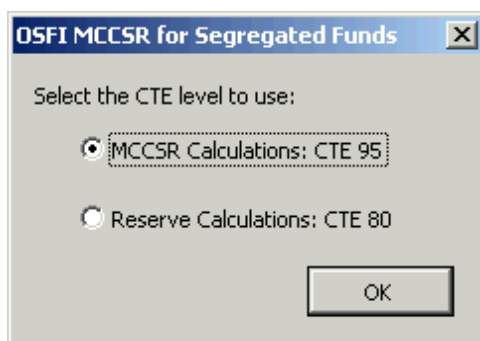 OSFI MCCSR for Segregated Funds
Select the CTE level to use:
MCCSR Calculations: CTE 95
Reserve Calculations: CTE 80
OK